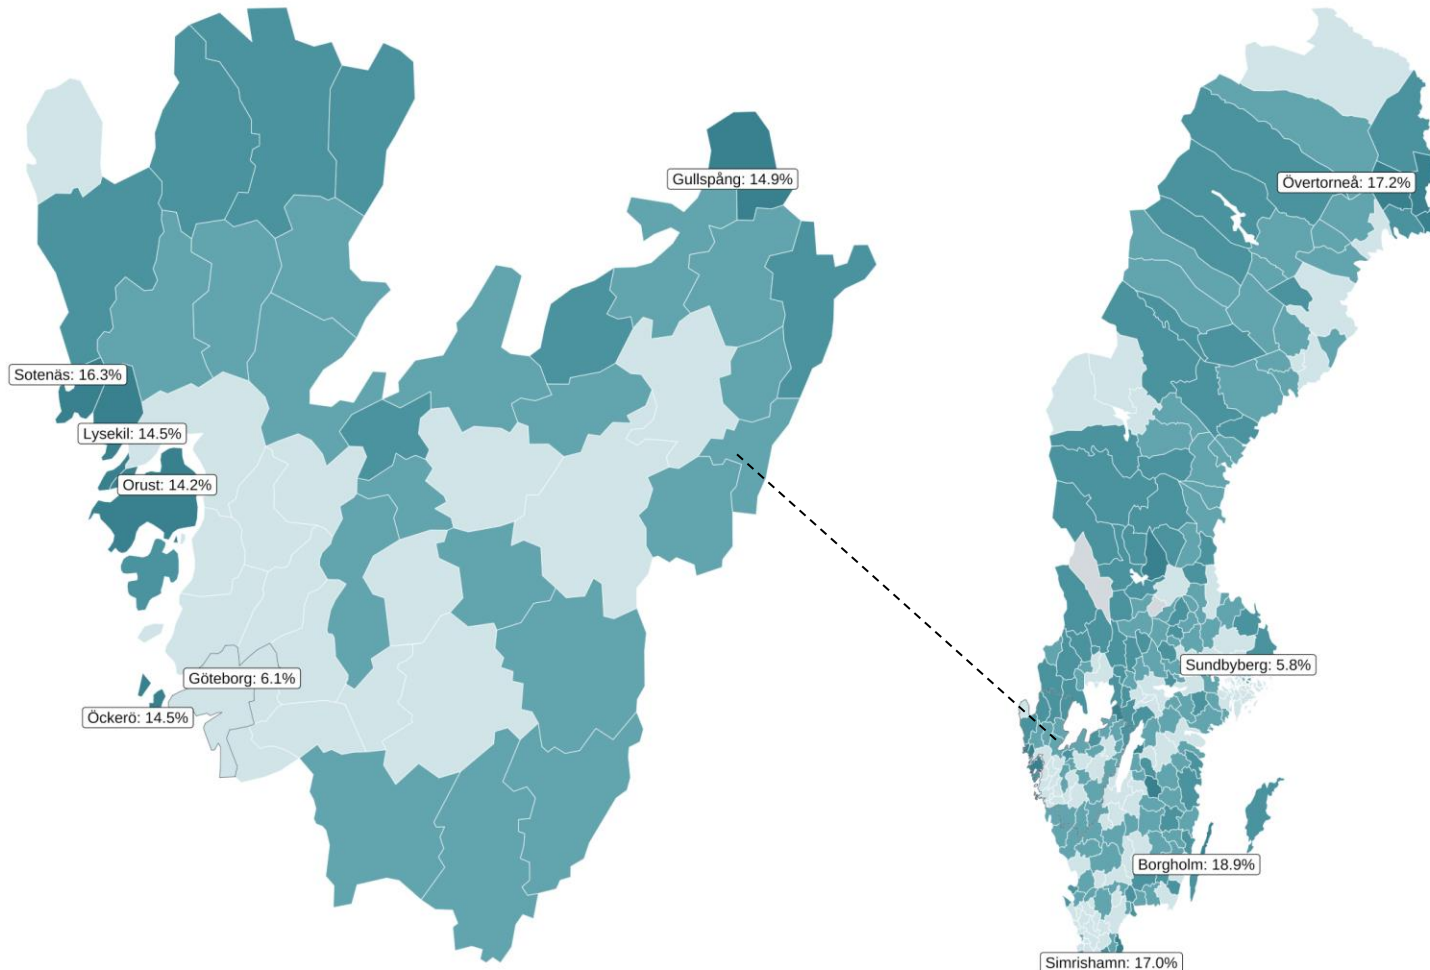 Gullspång: 14.9%
Övertorneå: 17.2%
Sotenäs: 16.3%
Lysekil: 14.5%
Orust: 14.2%
Göteborg: 6.1%
Öckerö: 14.5%
Sundbyberg: 5.8%
Borgholm: 18.9%
Simrishamn: 17.0%